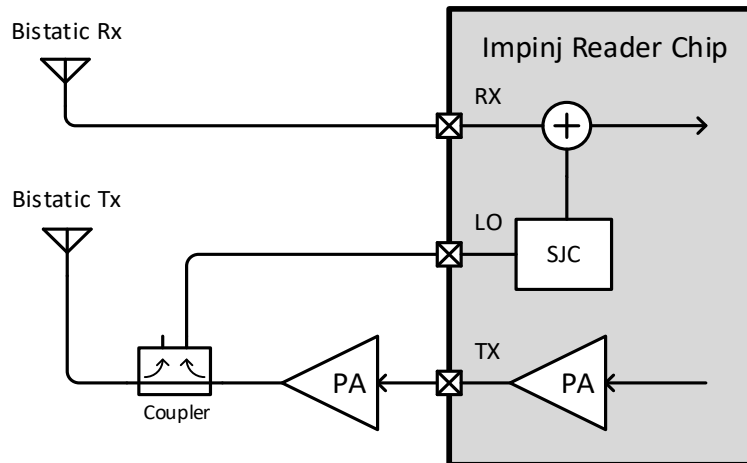 Bistatic Rx
Impinj Reader Chip
RX
Bistatic Tx
LO
SJC
TX
PA
PA
Coupler